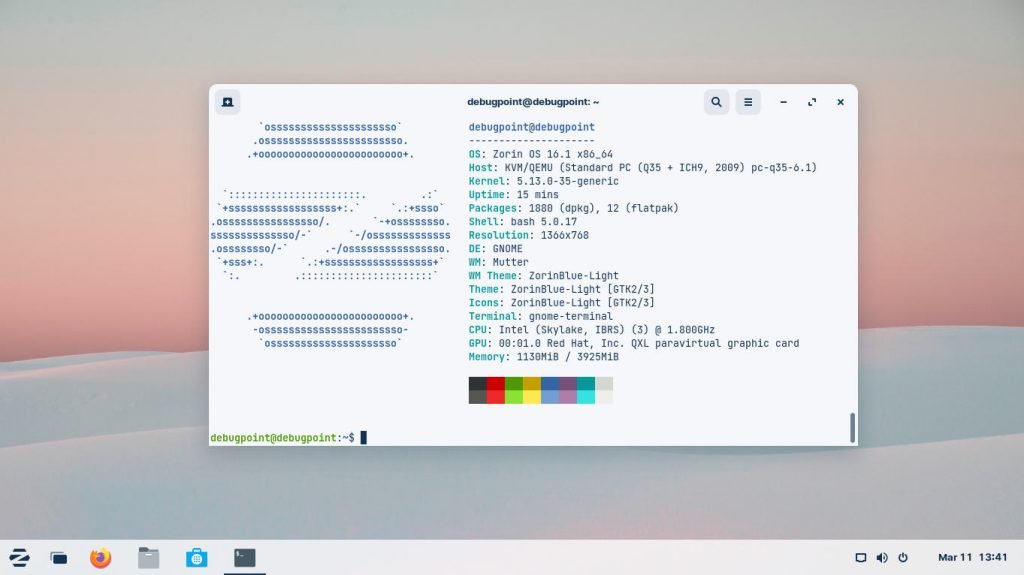 debugpoint@debugpoint: ~
`osssssssssssssssssssso`
.osssssssssssssssssssssso.
.+oooooooooooooooooooooooo+.
`::::::::::::::::::::::. .:`
`+ssssssssssssssssss+:.` `.:+ssso`
.ossssssssssssssso/. `-+ossssssso.
ssssssssssssso/-` `-/osssssssssssss
.ossssssso/-` .-/ossssssssssssssso.
`+sss+:. `.:+ssssssssssssssssss+`
`:. .::::::::::::::::::::::`
.+oooooooooooooooooooooooo+.
-osssssssssssssssssssssso-
`osssssssssssssssssssso`
debugpoint@debugpoint
---------------------
OS: Zorin OS 16.1 x86_64
Host: KVM/QEMU (Standard PC (Q35 + ICH9, 2009) pc-q35-6.1)
Kernel: 5.13.0-35-generic
Uptime: 15 mins
Packages: 1880 (dpkg), 12 (flatpak)
Shell: bash 5.0.17
Resolution: 1366x768
DE: GNOME
WM: Mutter
WM Theme: ZorinBlue-Light
Theme: ZorinBlue-Light [GTK2/3]
Icons: ZorinBlue-Light [GTK2/3]
Terminal: gnome-terminal
CPU: Intel (Skylake, IBRS) (3) @ 1.800GHz
GPU: 00:01.0 Red Hat, Inc. QXL paravirtual graphic card
Memory: 1130MiB / 3925MiB
debugpoint@debugpoint:~$
Mar 11 13:41